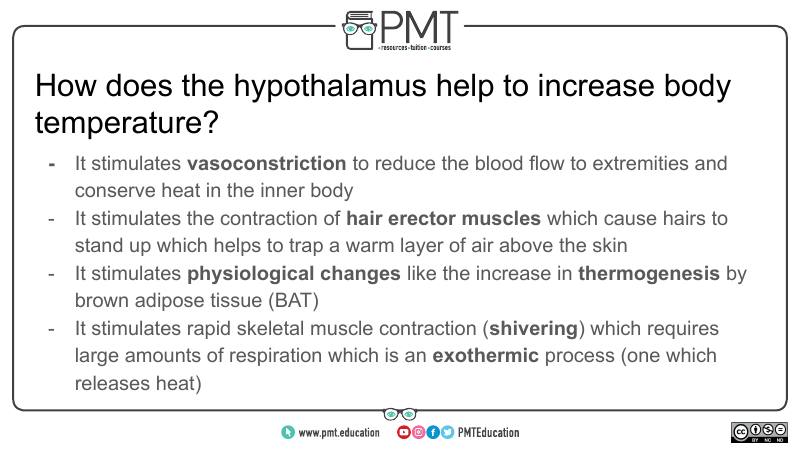 PMT
resources • tuition • courses
How does the hypothalamus help to increase body
temperature?
- It stimulates vasoconstriction to reduce the blood flow to extremities and
conserve heat in the inner body
- It stimulates the contraction of hair erector muscles which cause hairs to
stand up which helps to trap a warm layer of air above the skin
- It stimulates physiological changes like the increase in thermogenesis by
brown adipose tissue (BAT)
- It stimulates rapid skeletal muscle contraction (shivering) which requires
large amounts of respiration which is an exothermic process (one which
releases heat)
www.pmt.education PMTEducation
CC BY NC ND